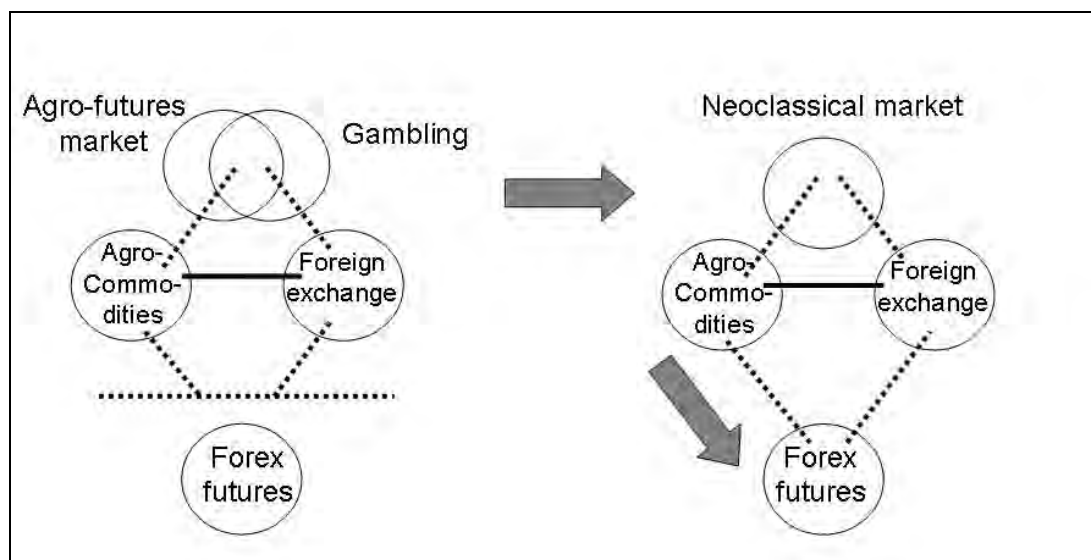 Agro-futures
market
Gambling
Agro-
Commo-
dities
Foreign
exchange
Forex
futures
Neoclassical market
Agro-
Commo-
dities
Foreign
exchange
Forex
futures